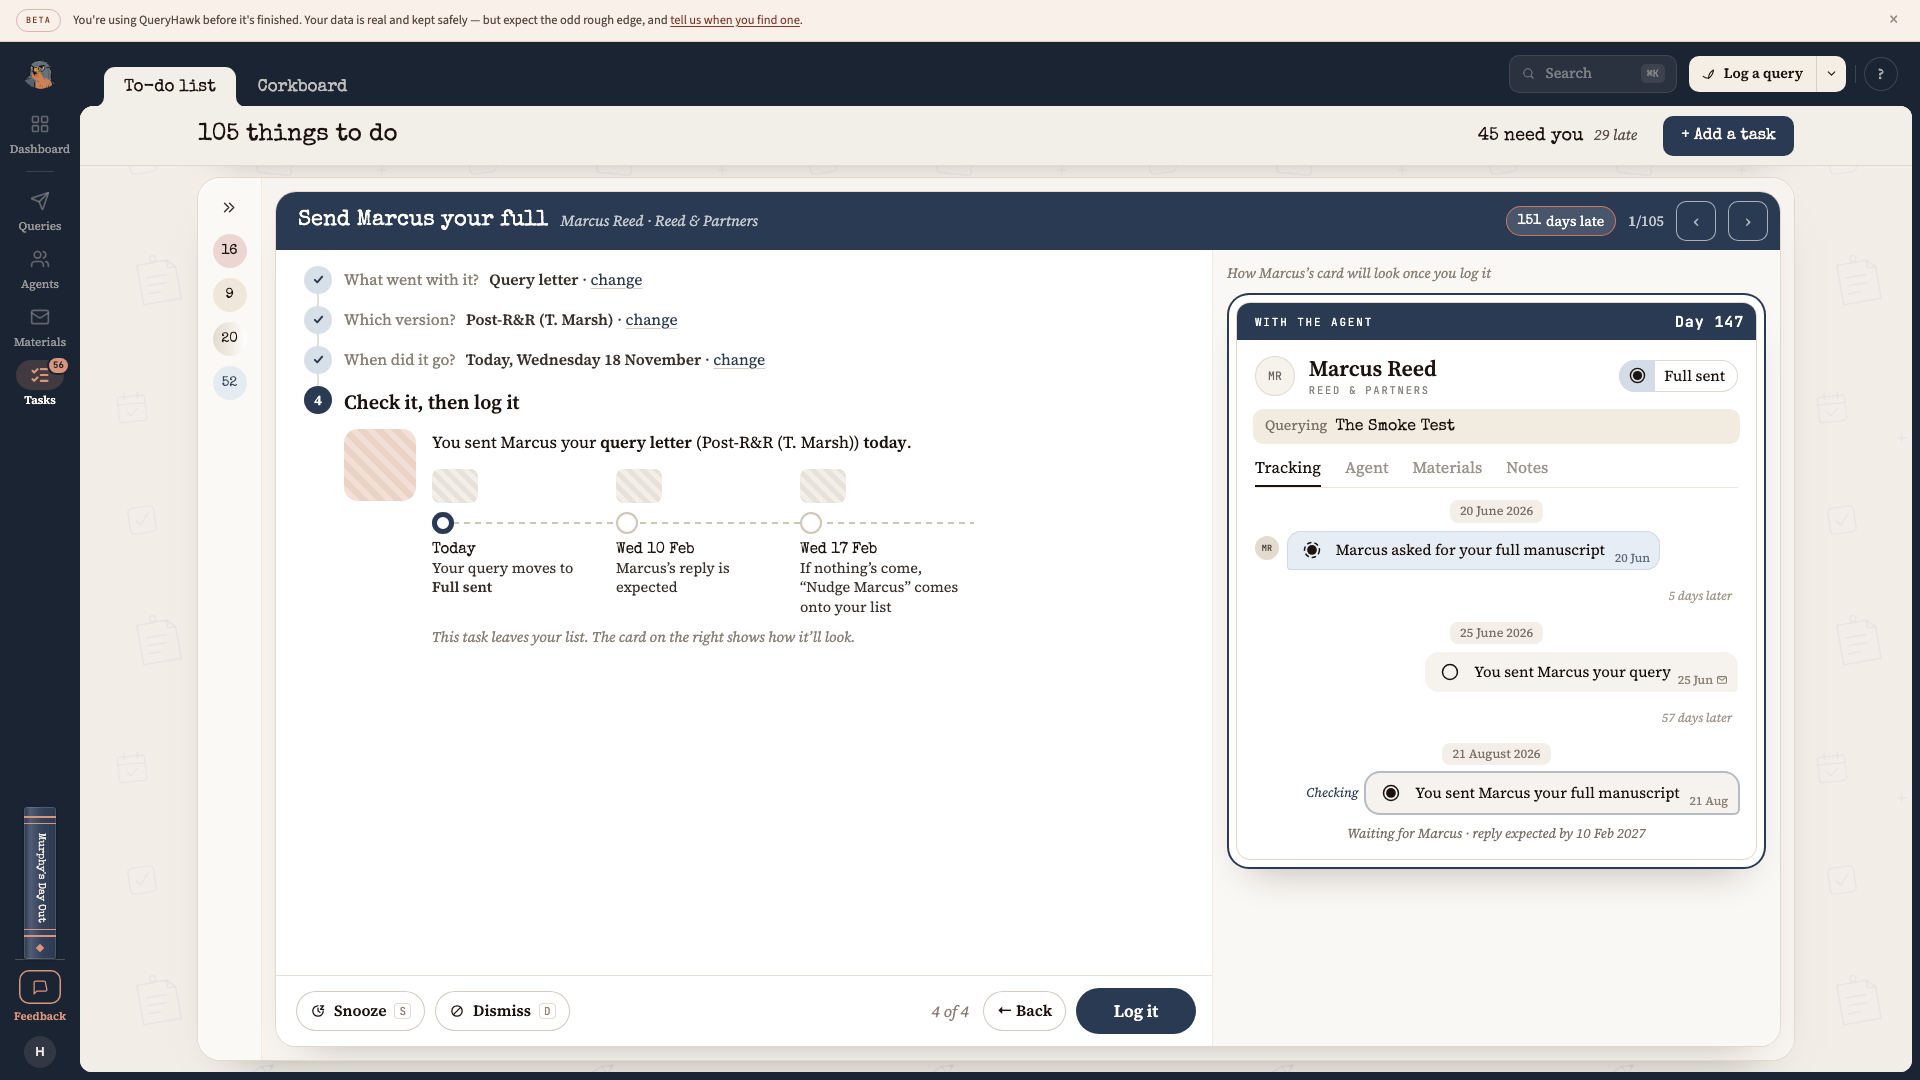 BETA You're using QueryHawk before it's finished. Your data is real and kept safely — but expect the odd rough edge, and tell us when you find one. ×
To-do list Corkboard Search ⌘K Log a query ?
Dashboard
Queries
Agents
Materials
56
Tasks
Murphy's Day Out
Feedback
H
105 things to do 45 need you 29 late + Add a task
16
9
20
52
Send Marcus your full Marcus Reed · Reed & Partners 151 days late 1/105 ‹ ›
What went with it? Query letter · change
Which version? Post-R&R (T. Marsh) · change
When did it go? Today, Wednesday 18 November · change
4 Check it, then log it
You sent Marcus your query letter (Post-R&R (T. Marsh)) today.
Today
Your query moves to
Full sent
Wed 10 Feb
Marcus's reply is
expected
Wed 17 Feb
If nothing's come,
“Nudge Marcus” comes
onto your list
This task leaves your list. The card on the right shows how it'll look.
Snooze S Dismiss D 4 of 4 ← Back Log it
How Marcus's card will look once you log it
WITH THE AGENT Day 147
MR Marcus Reed
REED & PARTNERS
Full sent
Querying The Smoke Test
Tracking Agent Materials Notes
20 June 2026
MR Marcus asked for your full manuscript 20 Jun
5 days later
25 June 2026
You sent Marcus your query 25 Jun
57 days later
21 August 2026
Checking You sent Marcus your full manuscript 21 Aug
Waiting for Marcus · reply expected by 10 Feb 2027